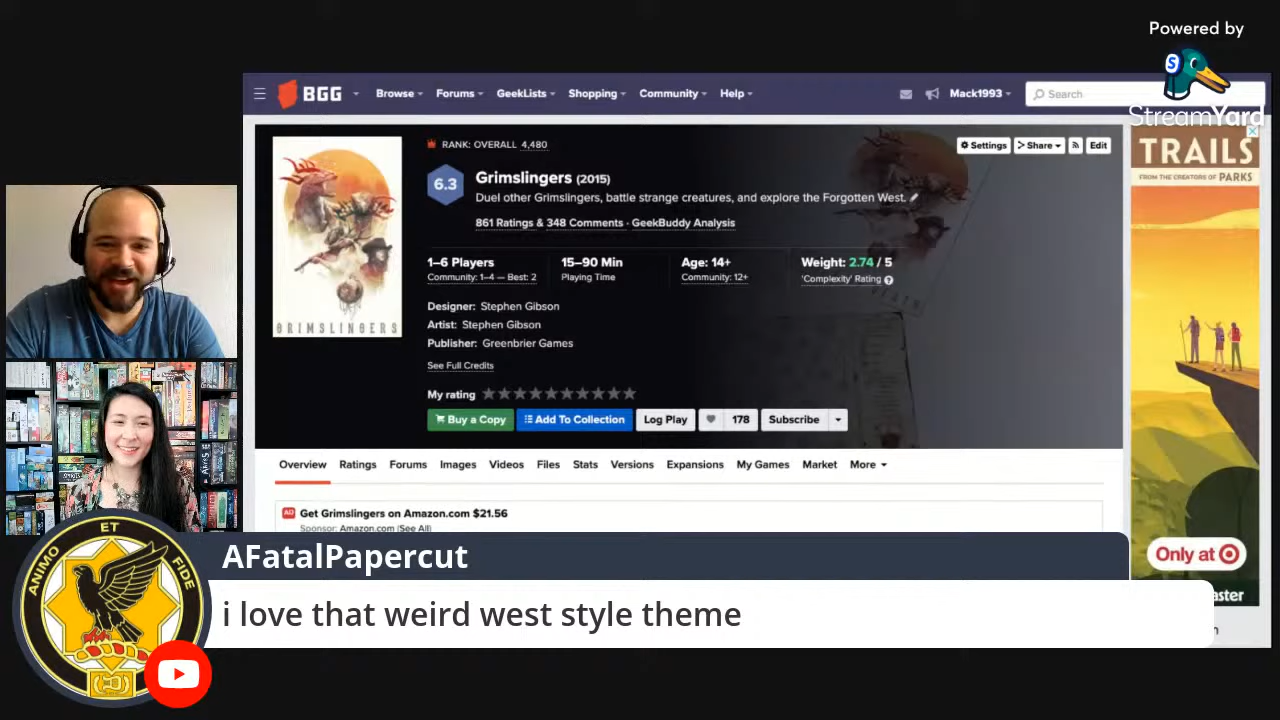 Powered by
StreamYard
BGG Browse Forums GeekLists Shopping Community Help Mack1993 Search
RANK: OVERALL 4,480
Settings Share Edit
6.3
Grimslingers (2015)
Duel other Grimslingers, battle strange creatures, and explore the Forgotten West.
861 Ratings & 348 Comments · GeekBuddy Analysis
1–6 Players 15–90 Min Age: 14+ Weight: 2.74 / 5
Community: 1–4 — Best: 2 Playing Time Community: 12+ 'Complexity' Rating ?
GRIMSLINGERS
Designer: Stephen Gibson
Artist: Stephen Gibson
Publisher: Greenbrier Games
See Full Credits
My rating
Buy a Copy Add To Collection Log Play 178 Subscribe
Overview Ratings Forums Images Videos Files Stats Versions Expansions My Games Market More
AD Get Grimslingers on Amazon.com $21.56
Sponsor: Amazon.com (See All)
TRAILS
FROM THE CREATORS OF PARKS
Only at
aster
ANIMO ET FIDE
AFatalPapercut
i love that weird west style theme